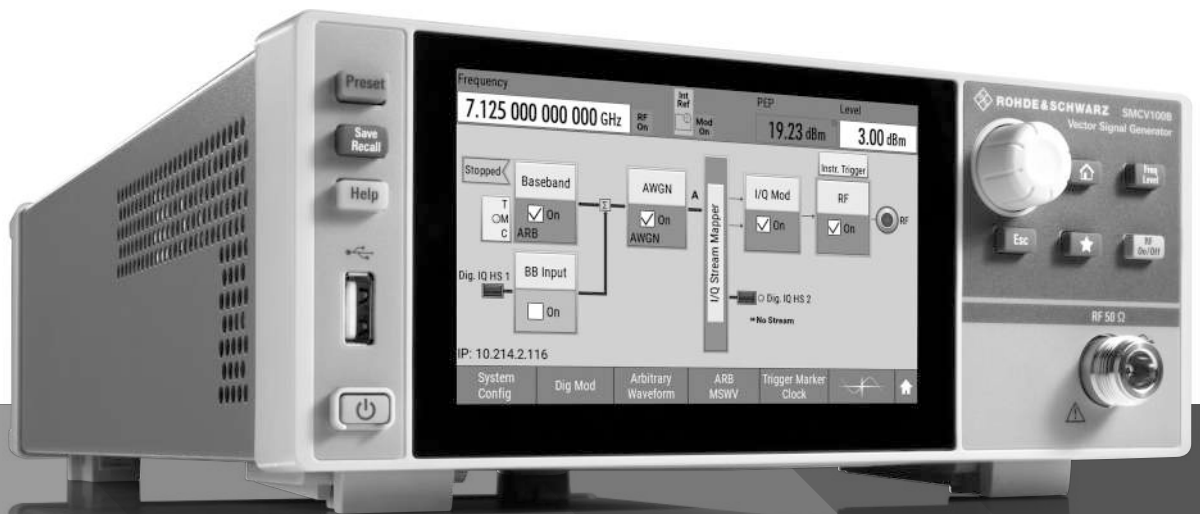 Preset
Save
Recall
Help
Frequency
7.125 000 000 000 GHz
RF
On
Int
Ref
Mod
On
PEP
19.23 dBm
Level
3.00 dBm
Stopped
Baseband
T
M
C
On
ARB
Σ
AWGN
On
AWGN
A
I/Q Stream Mapper
I/Q Mod
On
Instr. Trigger
RF
On
RF
Dig. IQ HS 1
BB Input
On
Dig. IQ HS 2
No Stream
IP: 10.214.2.116
System
Config
Dig Mod
Arbitrary
Waveform
ARB
MSWV
Trigger Marker
Clock
ROHDE & SCHWARZ SMCV100B
Vector Signal Generator
Freq
Level
Esc
RF
On/Off
RF 50 Ω